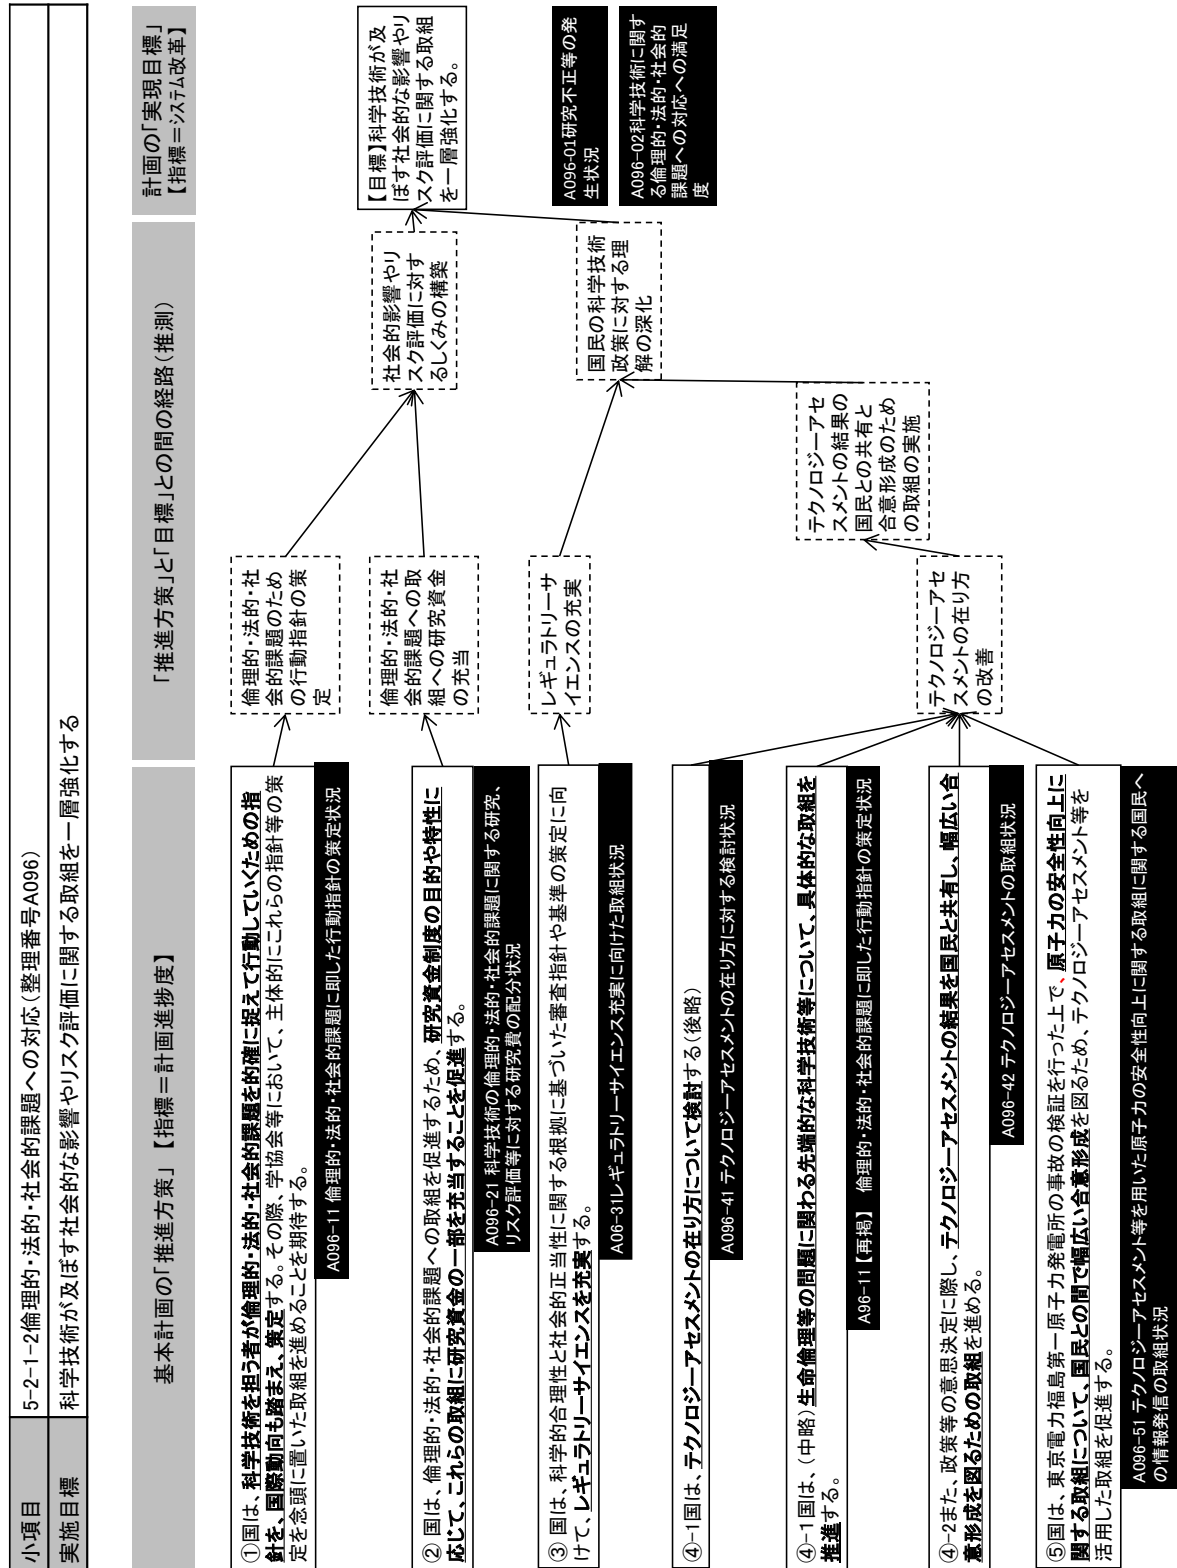 小項目
5-2-1-2倫理的・法的・社会的課題への対応（整理番号A096）
実施目標
科学技術が及ぼす社会的な影響やリスク評価に関する取組を一層強化する
基本計画の「推進方策」【指標＝計画進捗度】
「推進方策」と「目標」との間の経路（推測）
計画の「実現目標」
【指標＝システム改革】
①国は、科学技術を担う者が倫理的・法的・社会的課題を的確に捉えて行動していくための指
針を、国際動向も踏まえ、策定する。その際、学協会等において、主体的にこれらの指針等の策
定を念頭に置いた取組を進めることを期待する。
A096-11 倫理的・法的・社会的課題に即した行動指針の策定状況
② 国は、倫理的・法的・社会的課題への取組を促進するため、研究資金制度の目的や特性に
応じて、これらの取組に研究資金の一部を充当することを促進する。
A096-21 科学技術の倫理的・法的・社会的課題に関する研究、
リスク評価等に対する研究費の配分状況
③ 国は、科学的合理性と社会的正当性に関する根拠に基づいた審査指針や基準の策定に向
けて、レギュラトリーサイエンスを充実する。
A06-31レギュラトリーサイエンス充実に向けた取組状況
④-1国は、テクノロジーアセスメントの在り方について検討する（後略）
A096-41 テクノロジーアセスメントの在り方に対する検討状況
④-1国は、（中略）生命倫理等の問題に関わる先端的な科学技術等について、具体的な取組を
推進する。
A96-11【再掲】　倫理的・法的・社会的課題に即した行動指針の策定状況
④-2また、政策等の意思決定に際し、テクノロジーアセスメントの結果を国民と共有し、幅広い合
意形成を図るための取組を進める。
A096-42 テクノロジーアセスメントの取組状況
⑤国は、東京電力福島第一原子力発電所の事故の検証を行った上で、原子力の安全性向上に
関する取組について、国民との間で幅広い合意形成を図るため、テクノロジーアセスメント等を
活用した取組を促進する。
A096-51 テクノロジーアセスメント等を用いた原子力の安全性向上に関する取組に関する国民へ
の情報発信の取組状況
倫理的・法的・社
会的課題のため
の行動指針の策
定
倫理的・法的・社
会的課題への取
組への研究資金
の充当
レギュラトリーサ
イエンスの充実
テクノロジーアセ
スメントの在り方
の改善
テクノロジーアセ
スメントの結果の
国民との共有と
合意形成のため
の取組の実施
社会的影響やリ
スク評価に対す
るしくみの構築
国民の科学技術
政策に対する理
解の深化
【目標】科学技術が及
ぼす社会的な影響やリ
スク評価に関する取組
を一層強化する。
A096-01研究不正等の発
生状況
A096-02科学技術に関す
る倫理的・法的・社会的
課題への対応への満足
度